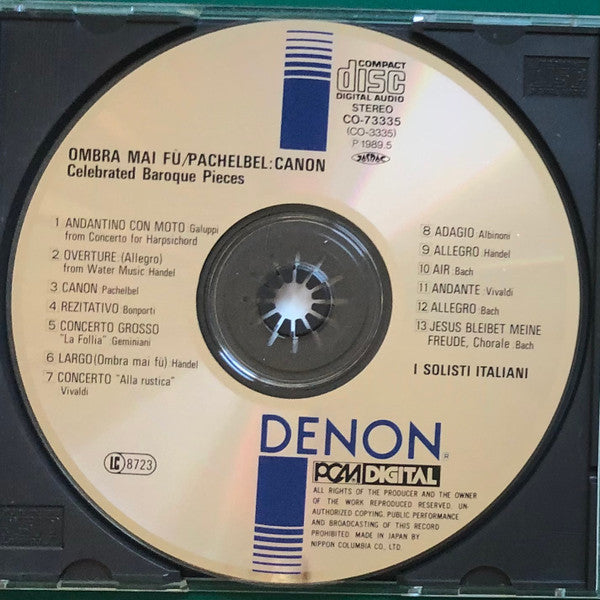 COMPACT
disc
DIGITAL AUDIO
STEREO
CO-73335
(CO-3335)
P 1989.5
OMBRA MAI FÙ/PACHELBEL:CANON
Celebrated Baroque Pieces
1 ANDANTINO CON MOTO Galuppi
from Concerto for Harpsichord
2 OVERTURE (Allegro)
from Water Music Handel
3 CANON Pachelbel
4 REZITATIVO Bonporti
5 CONCERTO GROSSO
"La Follia" Geminiani
6 LARGO(Ombra mai fù) Handel
7 CONCERTO "Alla rustica"
Vivaldi
8 ADAGIO Albinoni
9 ALLEGRO Handel
10 AIR Bach
11 ANDANTE Vivaldi
12 ALLEGRO Bach
13 JESUS BLEIBET MEINE
FREUDE, Chorale Bach
I SOLISTI ITALIANI
DENON
PCM DIGITAL
LC 8723
ALL RIGHTS OF THE PRODUCER AND THE OWNER
OF THE WORK REPRODUCED RESERVED. UN-
AUTHORIZED COPYING, PUBLIC PERFORMANCE
AND BROADCASTING OF THIS RECORD
PROHIBITED. MADE IN JAPAN BY
NIPPON COLUMBIA CO., LTD.